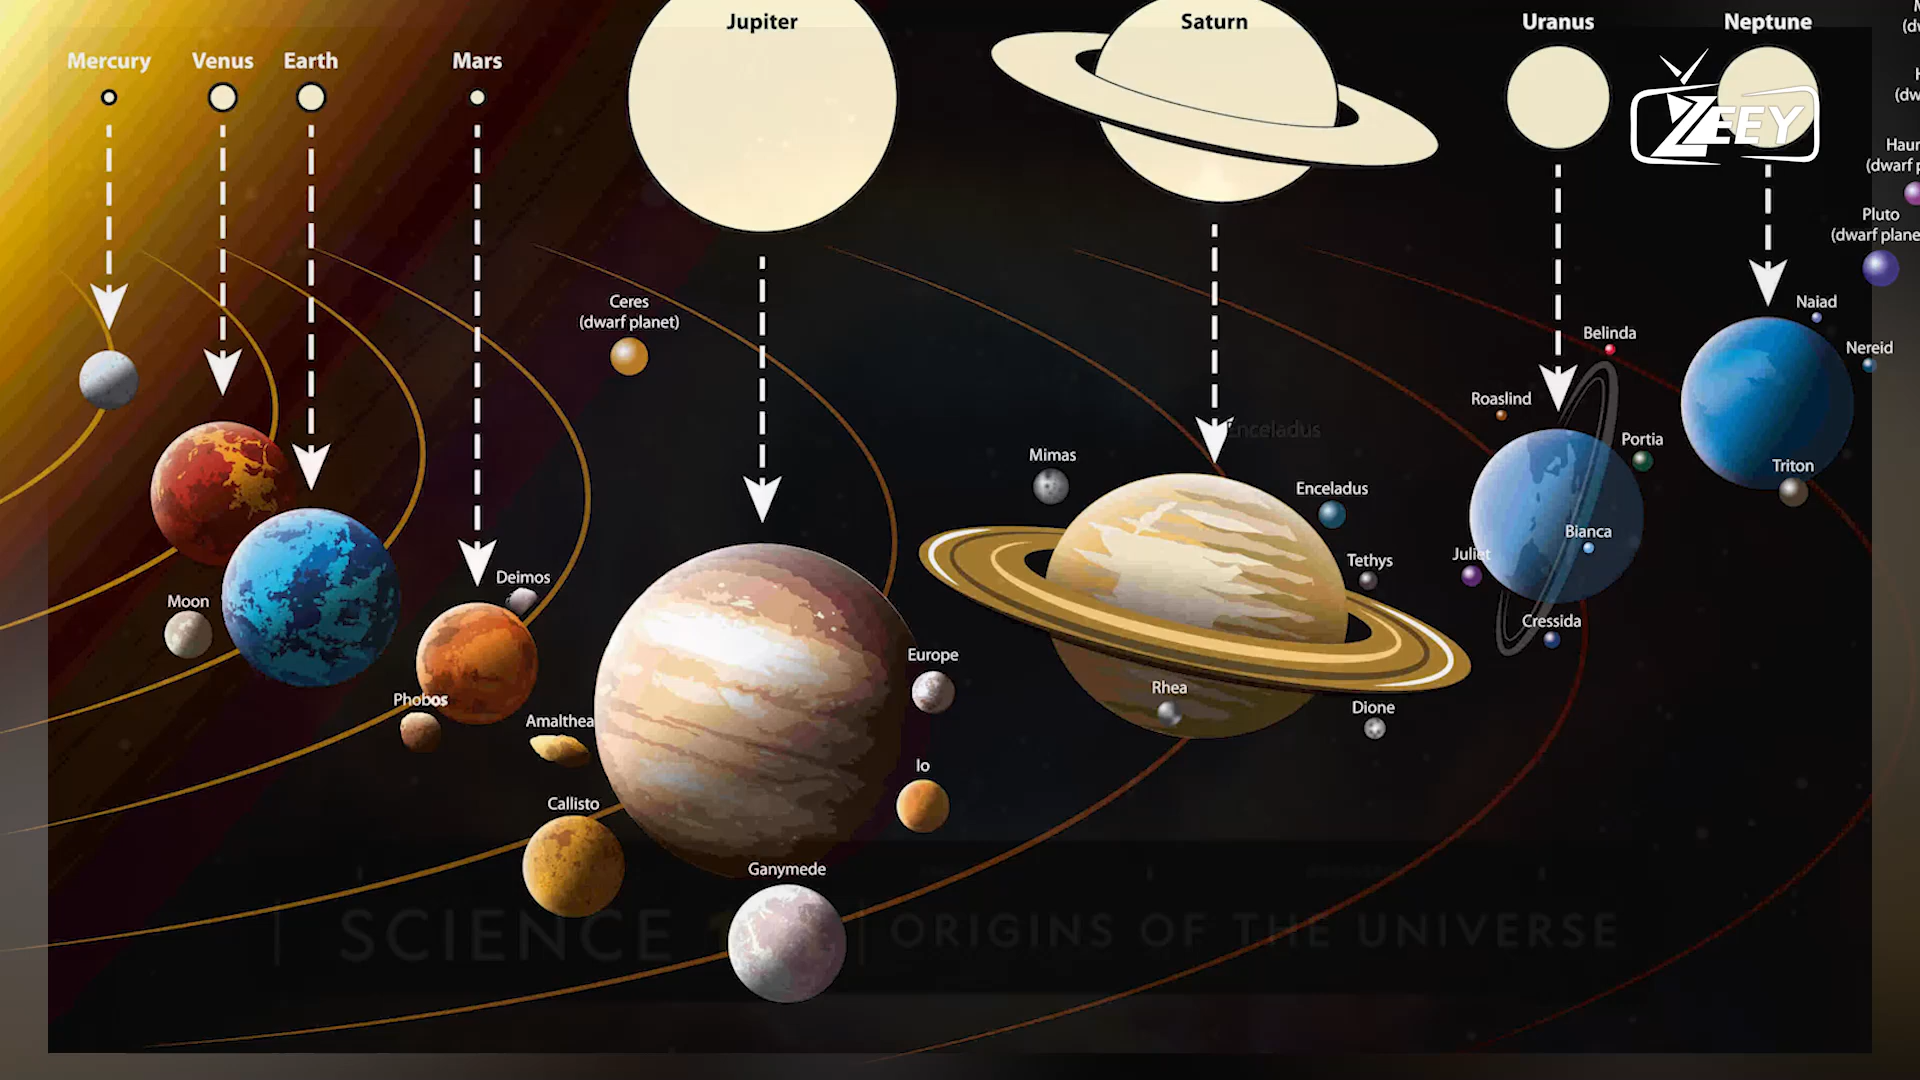 Jupiter
Saturn
Uranus
Neptune
Mercury
Venus
Earth
Mars
ZEEY
(dwarf p
Pluto
(dwarf plane
Ceres
(dwarf planet)
Naiad
Belinda
Nereid
Roaslind
Enceladus
Portia
Mimas
Triton
Enceladus
Bianca
Juliet
Tethys
Deimos
Moon
Cressida
Europe
Rhea
Phobos
Dione
Amalthea
Io
Callisto
Ganymede
SCIENCE
ORIGINS OF THE UNIVERSE